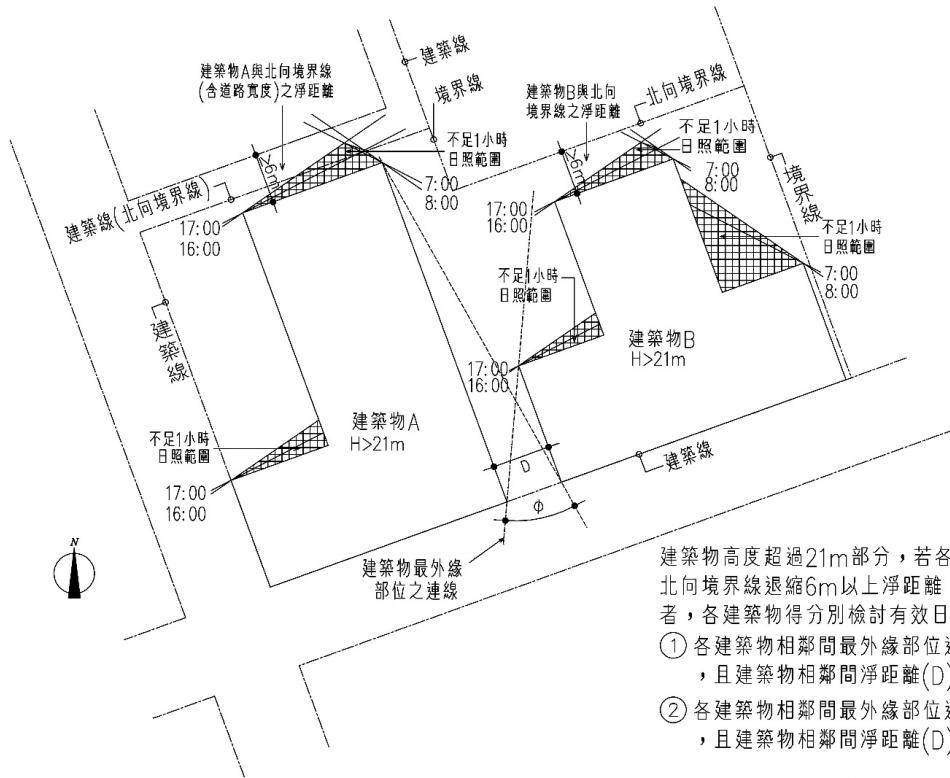 建築物A與北向境界線
(含道路寬度)之淨距離
建築線
境界線
建築物B與北向
境界線之淨距離
北向境界線
不足1小時
日照範圍
7:00
8:00
≥6m
建築線(北向境界線)
17:00
16:00
不足1小時
日照範圍
7:00
8:00
≥6m
17:00
16:00
境界線
不足1小時
日照範圍
7:00
8:00
建築線
不足1小時
日照範圍
17:00
16:00
建築物B
H>21m
不足1小時
日照範圍
17:00
16:00
建築物A
H>21m
D
建築線
Φ
N
建築物最外緣
部位之連線
建築物高度超過21m部分，若各
北向境界線退縮6m以上淨距離
者，各建築物得分別檢討有效日
① 各建築物相鄰間最外緣部位
，且建築物相鄰間淨距離(D)
② 各建築物相鄰間最外緣部位
，且建築物相鄰間淨距離(D)